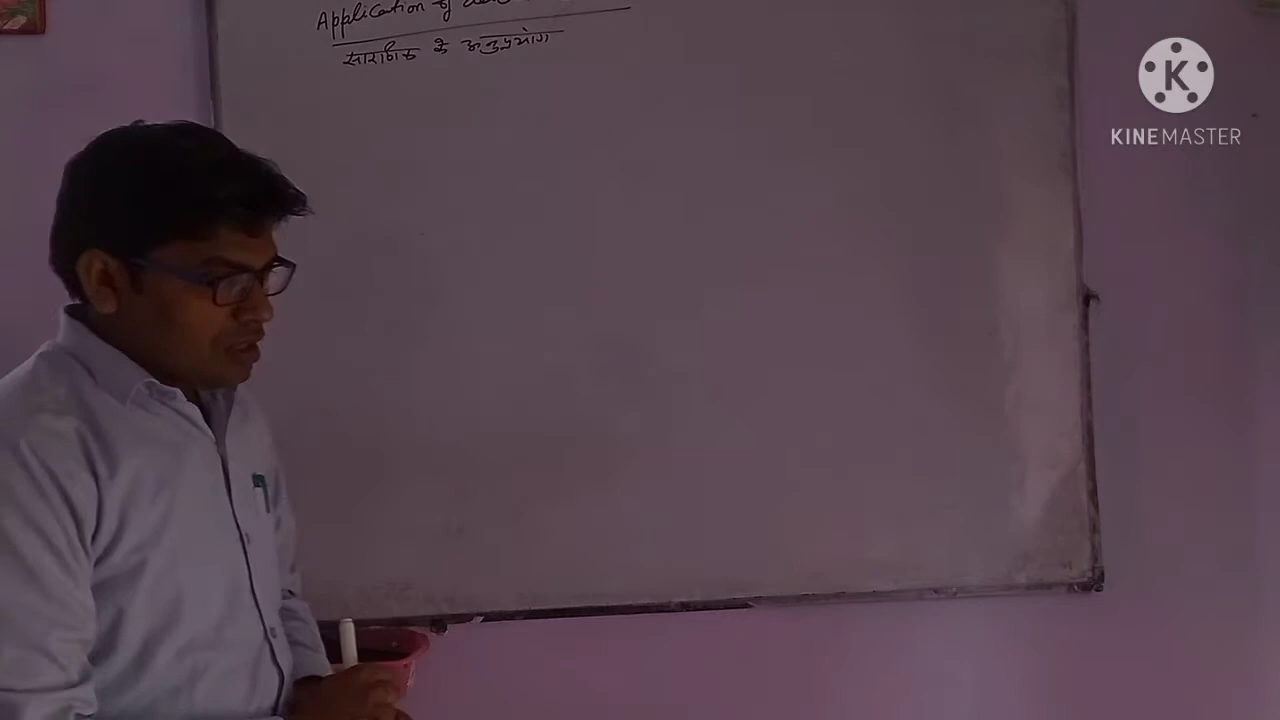 Application of
सारणिक के अनुप्रयोग
K
KINEMASTER